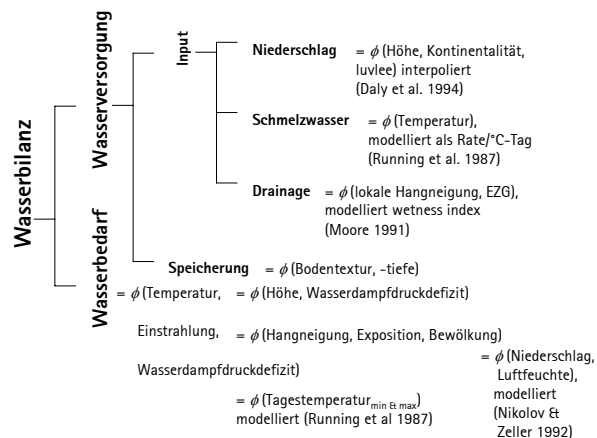 Wasserbilanz
Wasserversorgung
Input
Niederschlag = ϕ (Höhe, Kontinentalität,
luvlee) interpoliert
(Daly et al. 1994)
Schmelzwasser = ϕ (Temperatur),
modelliert als Rate/°C-Tag
(Running et al. 1987)
Drainage = ϕ (lokale Hangneigung, EZG),
modelliert wetness index
(Moore 1991)
Speicherung = ϕ (Bodentextur, -tiefe)
Wasserbedarf
= ϕ (Temperatur, = ϕ (Höhe, Wasserdampfdruckdefizit)
Einstrahlung, = ϕ (Hangneigung, Exposition, Bewölkung)
= ϕ (Niederschlag,
Luftfeuchte),
modelliert
(Nikolov &
Zeller 1992)
Wasserdampfdruckdefizit)
= ϕ (Tagestemperatur min & max)
modelliert (Running et al 1987)